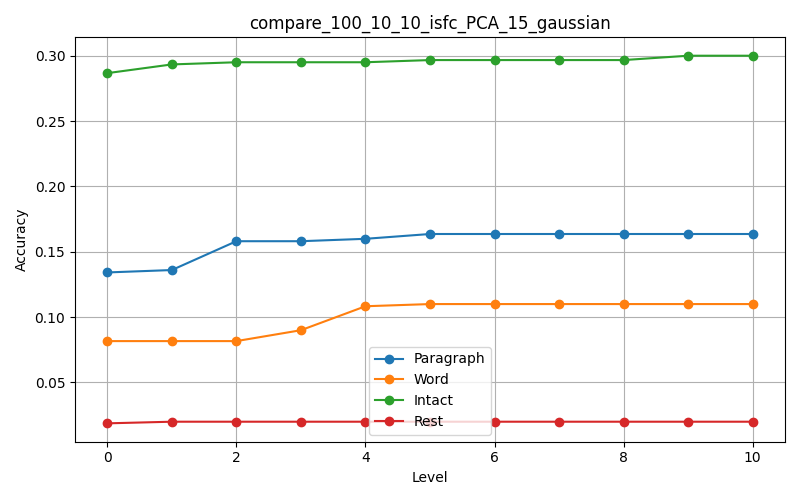 compare_100_10_10_isfc_PCA_15_gaussian
0.30
0.25
0.20
0.15
0.10
0.05
Accuracy
Paragraph
Word
Intact
Rest
0 2 4 6 8 10
Level